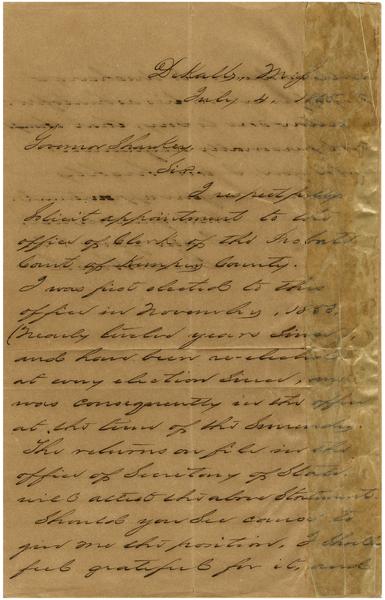 DeKalb, Miss
July 4, 1865
Governor Sharkey
Sir.
I respectfully
solicit appointment to the
office of Clerk of the Probate
Court of Kemper County.
I was first elected to this
office in November, 1853
(Nearly twelve years since),
and have been re-elected
at every election since, and
was consequently in the office
at the time of the Surrender.
The returns on file in the
office of Secretary of State
will attest the above Statement.
Should you see cause to
give me the position, I should
feel grateful for it, and